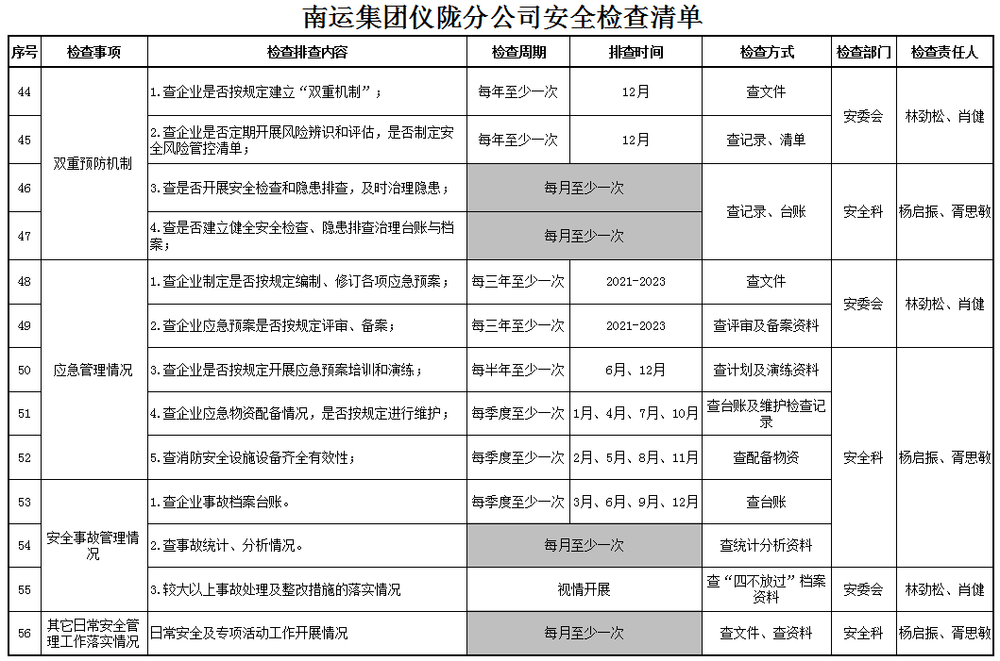 南运集团仪陇分公司安全检查清单
序号 检查事项 检查排查内容 检查周期 排查时间 检查方式 检查部门 检查责任人
44 双重预防机制 1.查企业是否按规定建立“双重机制”; 每年至少一次 12月 查文件 安委会 林劲松、肖健
45 2.查企业是否定期开展风险辨识和评估，是否制定安
全风险管控清单; 每年至少一次 12月 查记录、清单
46 3.查是否开展安全检查和隐患排查，及时治理隐患; 每月至少一次 查记录、台账 安全科 杨启振、胥思敏
47 4.查是否建立健全安全检查、隐患排查治理台账与档
案; 每月至少一次
48 应急管理情况 1.查企业制定是否按规定编制、修订各项应急预案; 每三年至少一次 2021-2023 查文件 安委会 林劲松、肖健
49 2.查企业应急预案是否按规定评审、备案; 每三年至少一次 2021-2023 查评审及备案资料
50 3.查企业是否按规定开展应急预案培训和演练; 每半年至少一次 6月、12月 查计划及演练资料 安全科 杨启振、胥思敏
51 4.查企业应急物资配备情况，是否按规定进行维护; 每季度至少一次 1月、4月、7月、10月 查台账及维护检查记
录
52 5.查消防安全设施设备齐全有效性; 每季度至少一次 2月、5月、8月、11月 查配备物资
53 安全事故管理情
况 1.查企业事故档案台账。 每季度至少一次 3月、6月、9月、12月 查台账
54 2.查事故统计、分析情况。 每月至少一次 查统计分析资料
55 3.较大以上事故处理及整改措施的落实情况 视情开展 查“四不放过”档案
资料 安委会 林劲松、肖健
56 其它日常安全管
理工作落实情况 日常安全及专项活动工作开展情况 每月至少一次 查文件、查资料 安全科 杨启振、胥思敏